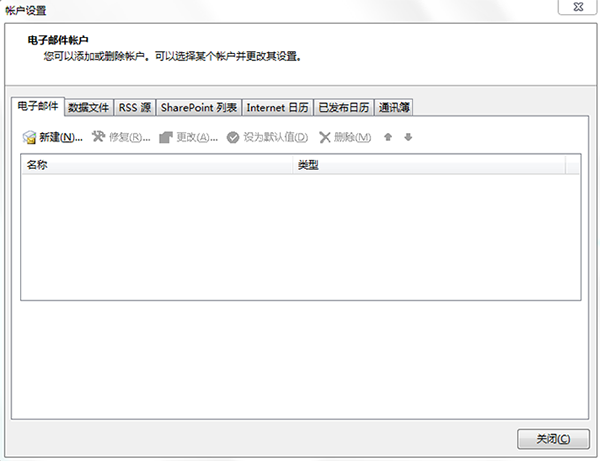 帐户设置
电子邮件帐户
您可以添加或删除帐户。可以选择某个帐户并更改其设置。
电子邮件 数据文件 RSS 源 SharePoint 列表 Internet 日历 已发布日历 通讯簿
新建(N)... 修复(R)... 更改(A)... 设为默认值(D) 删除(M)
名称 类型
关闭(C)